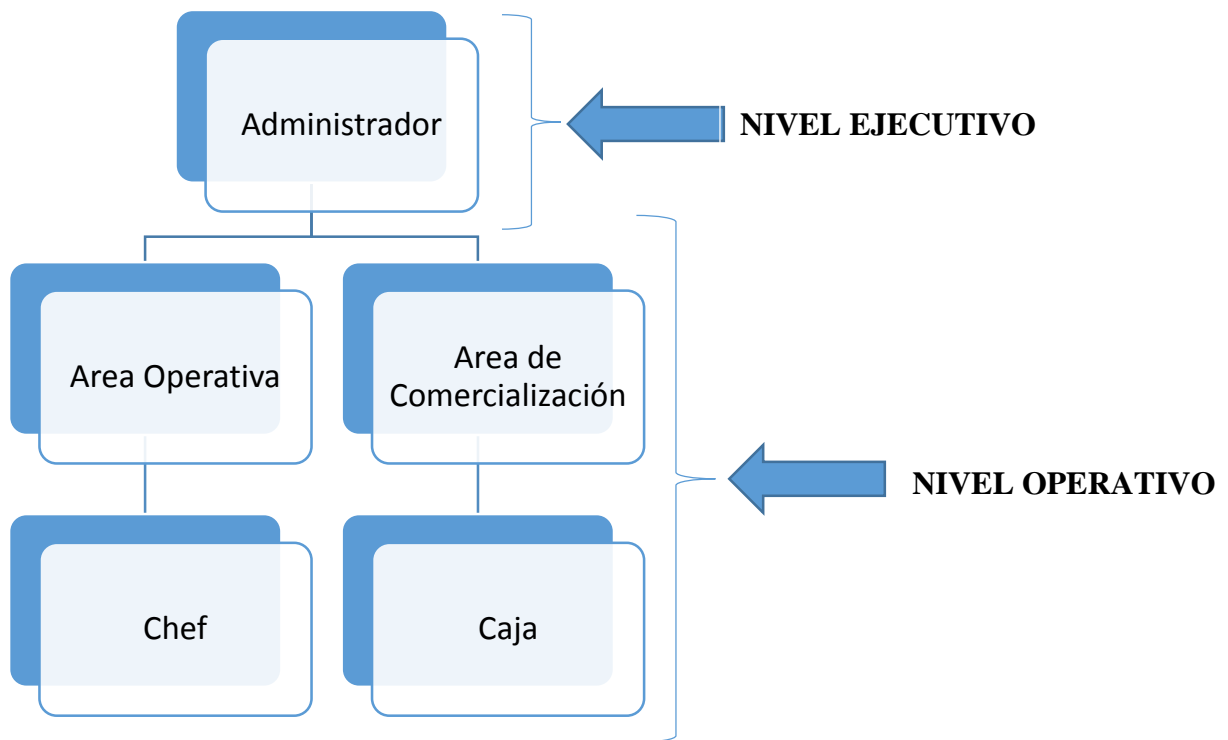 Administrador
NIVEL EJECUTIVO
Area Operativa
Area de
Comercialización
NIVEL OPERATIVO
Chef
Caja